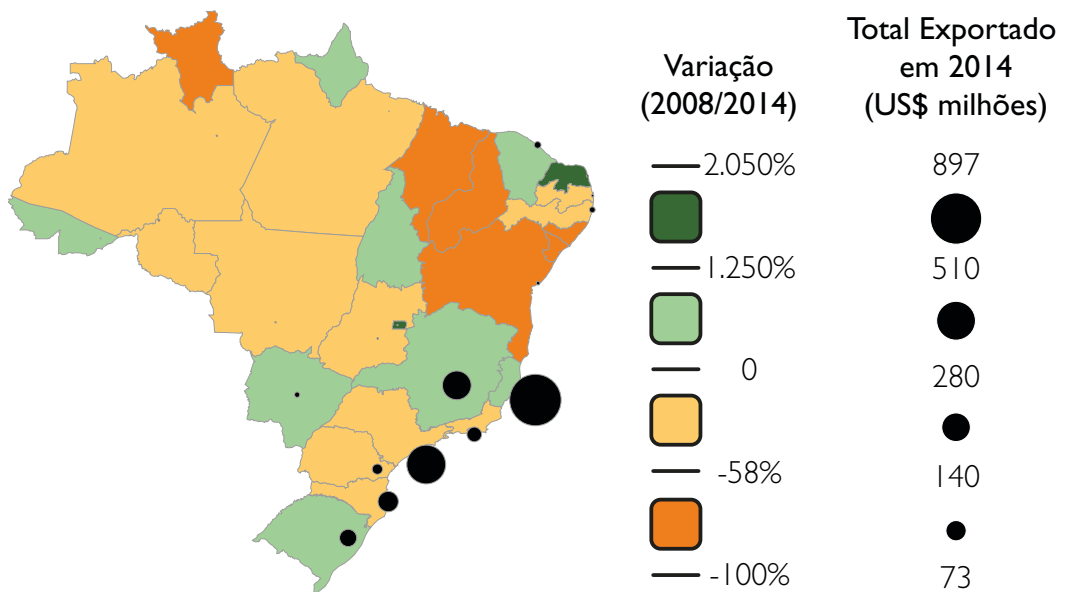 Variação
(2008/2014)
Total Exportado
em 2014
(US$ milhões)
2.050%
897
1.250%
510
0
280
-58%
140
-100%
73